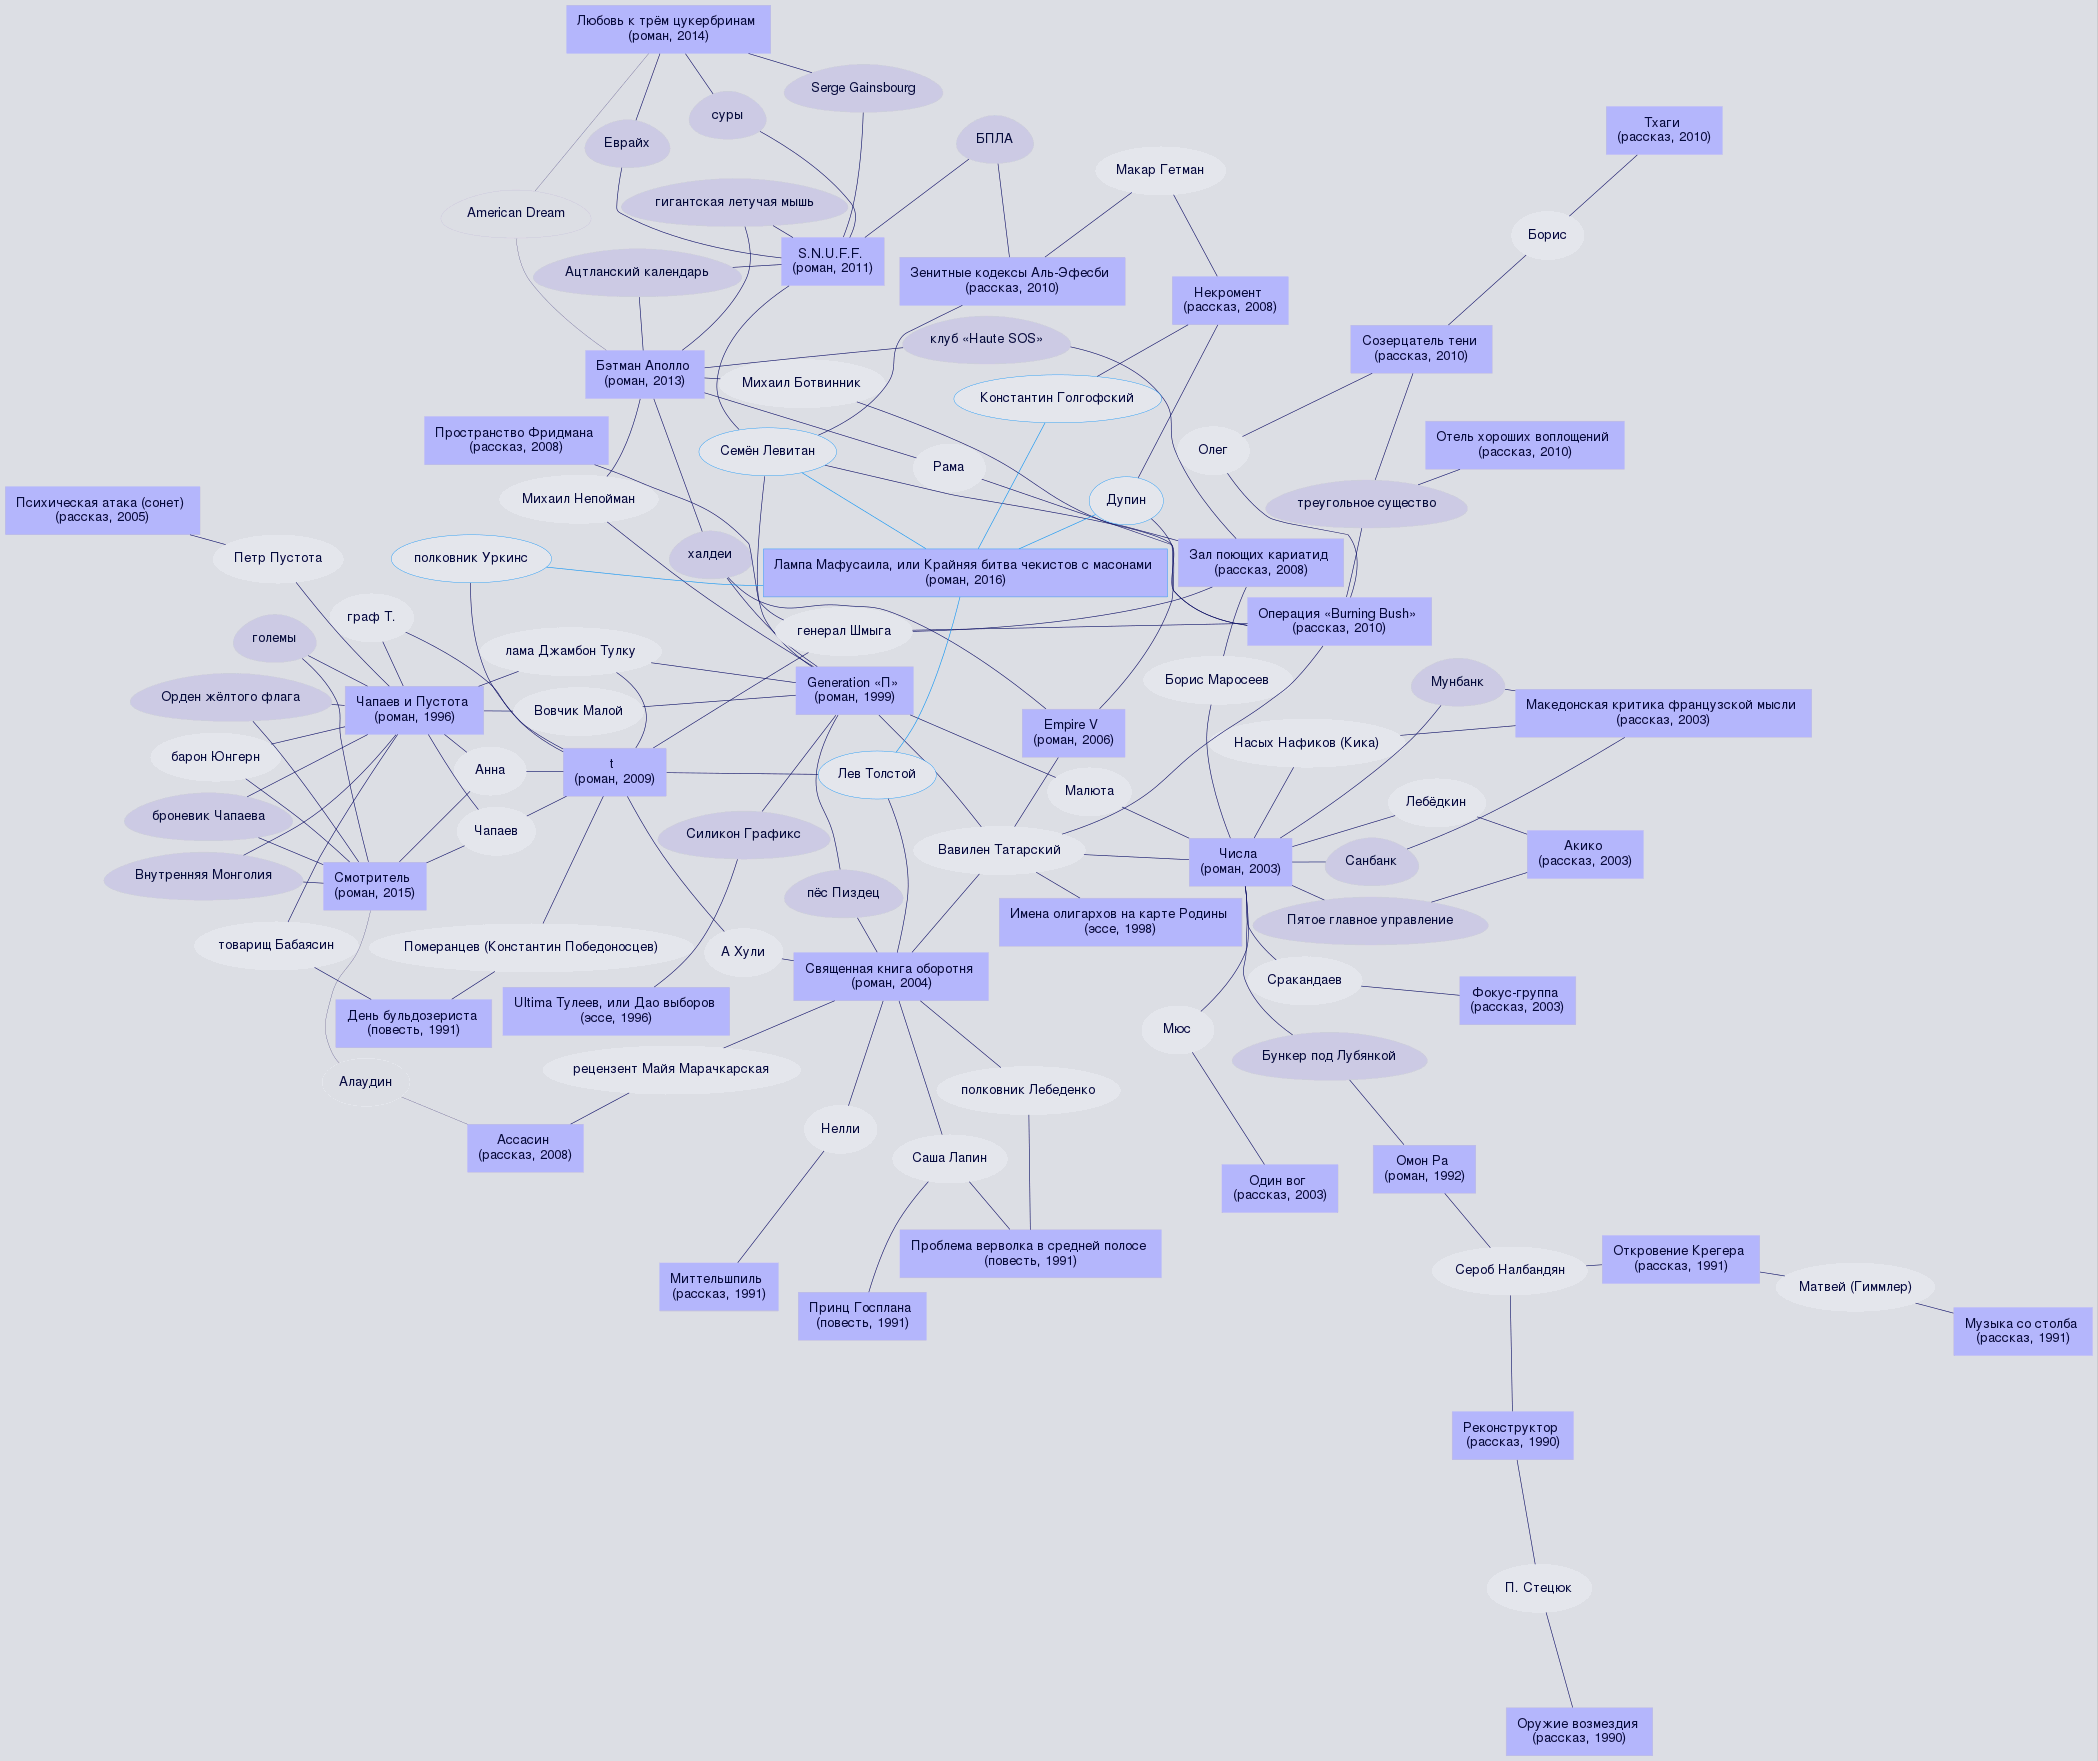 Любовь к трём цукербринам
(роман, 2014)
Serge Gainsbourg
суры
Еврайх
БПЛА
Тхаги
(рассказ, 2010)
Макар Гетман
гигантская летучая мышь
American Dream
Борис
S.N.U.F.F.
(роман, 2011)
Ацтланский календарь
Зенитные кодексы Аль-Эфесби
(рассказ, 2010)
Некромент
(рассказ, 2008)
клуб «Haute SOS»
Созерцатель тени
(рассказ, 2010)
Бэтман Аполло
(роман, 2013)
Михаил Ботвинник
Константин Голгофский
Пространство Фридмана
(рассказ, 2008)
Семён Левитан
Рама
Олег
Отель хороших воплощений
(рассказ, 2010)
Психическая атака (сонет)
(рассказ, 2005)
Михаил Непойман
Дупин
треугольное существо
Петр Пустота
полковник Уркинс
халдеи
Лампа Мафусаила, или Крайняя битва чекистов с масонами
(роман, 2016)
Зал поющих кариатид
(рассказ, 2008)
граф Т.
големы
генерал Шмыга
Операция «Burning Bush»
(рассказ, 2010)
лама Джамбон Тулку
Орден жёлтого флага
Чапаев и Пустота
(роман, 1996)
Вовчик Малой
Generation «П»
(роман, 1999)
Борис Маросеев
Мунбанк
Македонская критика французской мысли
(рассказ, 2003)
Empire V
(роман, 2006)
Насых Нафиков (Кика)
барон Юнгерн
Анна
t
(роман, 2009)
Лев Толстой
Малюта
Лебёдкин
броневик Чапаева
Чапаев
Силикон Графикс
Вавилен Татарский
Числа
(роман, 2003)
Санбанк
Акико
(рассказ, 2003)
Внутренняя Монголия
Смотритель
(роман, 2015)
пёс Пиздец
Имена олигархов на карте Родины
(эссе, 1998)
Пятое главное управление
товарищ Бабаясин
Померанцев (Константин Победоносцев)
А Хули
Священная книга оборотня
(роман, 2004)
Сракандаев
Фокус-группа
(рассказ, 2003)
День бульдозериста
(повесть, 1991)
Ultima Тулеев, или Дао выборов
(эссе, 1996)
Мюс
Бункер под Лубянкой
Алаудин
рецензент Майя Марачкарская
полковник Лебеденко
Ассасин
(рассказ, 2008)
Нелли
Саша Лапин
Один вог
(рассказ, 2003)
Омон Ра
(роман, 1992)
Проблема верволка в средней полосе
(повесть, 1991)
Миттельшпиль
(рассказ, 1991)
Принц Госплана
(повесть, 1991)
Сероб Налбандян
Откровение Крегера
(рассказ, 1991)
Матвей (Гиммлер)
Музыка со столба
(рассказ, 1991)
Реконструктор
(рассказ, 1990)
П. Стецюк
Оружие возмездия
(рассказ, 1990)